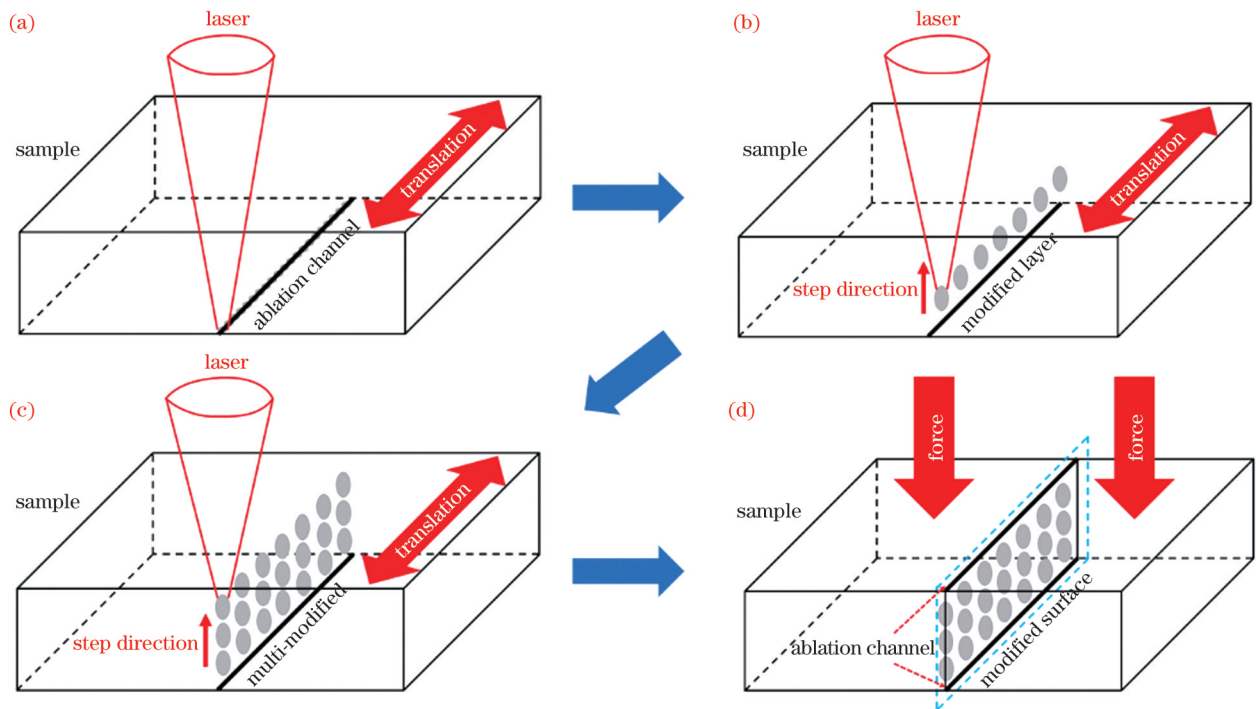 (a)
laser
sample
translation
ablation channel
(b)
laser
sample
translation
step direction
modified layer
(c)
laser
sample
translation
step direction
multi-modified
(d)
force
force
sample
ablation channel
modified surface